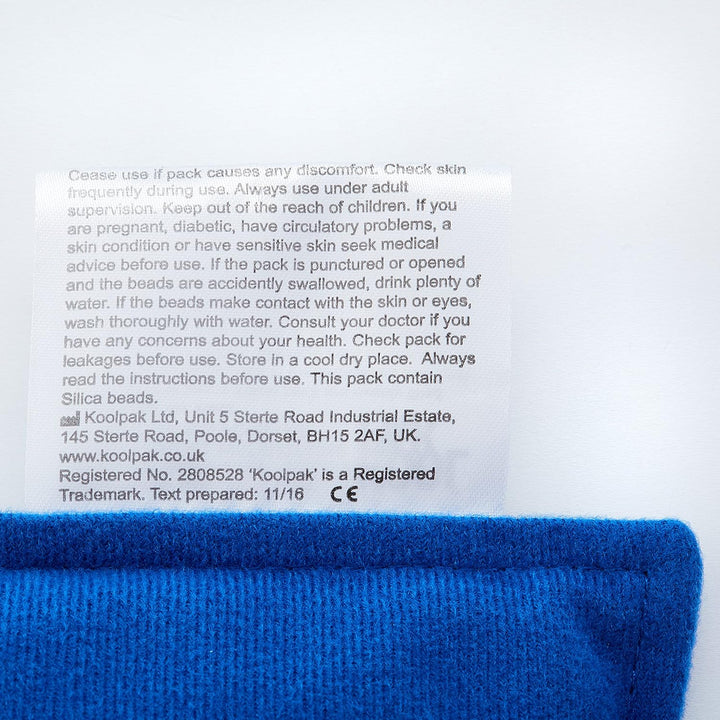 Cease use if pack causes any discomfort. Check skin
frequently during use. Always use under adult
supervision. Keep out of the reach of children. If you
are pregnant, diabetic, have circulatory problems, a
skin condition or have sensitive skin seek medical
advice before use. If the pack is punctured or opened
and the beads are accidently swallowed, drink plenty of
water. If the beads make contact with the skin or eyes,
wash thoroughly with water. Consult your doctor if you
have any concerns about your health. Check pack for
leakages before use. Store in a cool dry place. Always
read the instructions before use. This pack contain
Silica beads.
Koolpak Ltd, Unit 5 Sterte Road Industrial Estate,
145 Sterte Road, Poole, Dorset, BH15 2AF, UK.
www.koolpak.co.uk
Registered No. 2808528 'Koolpak' is a Registered
Trademark. Text prepared: 11/16 CE